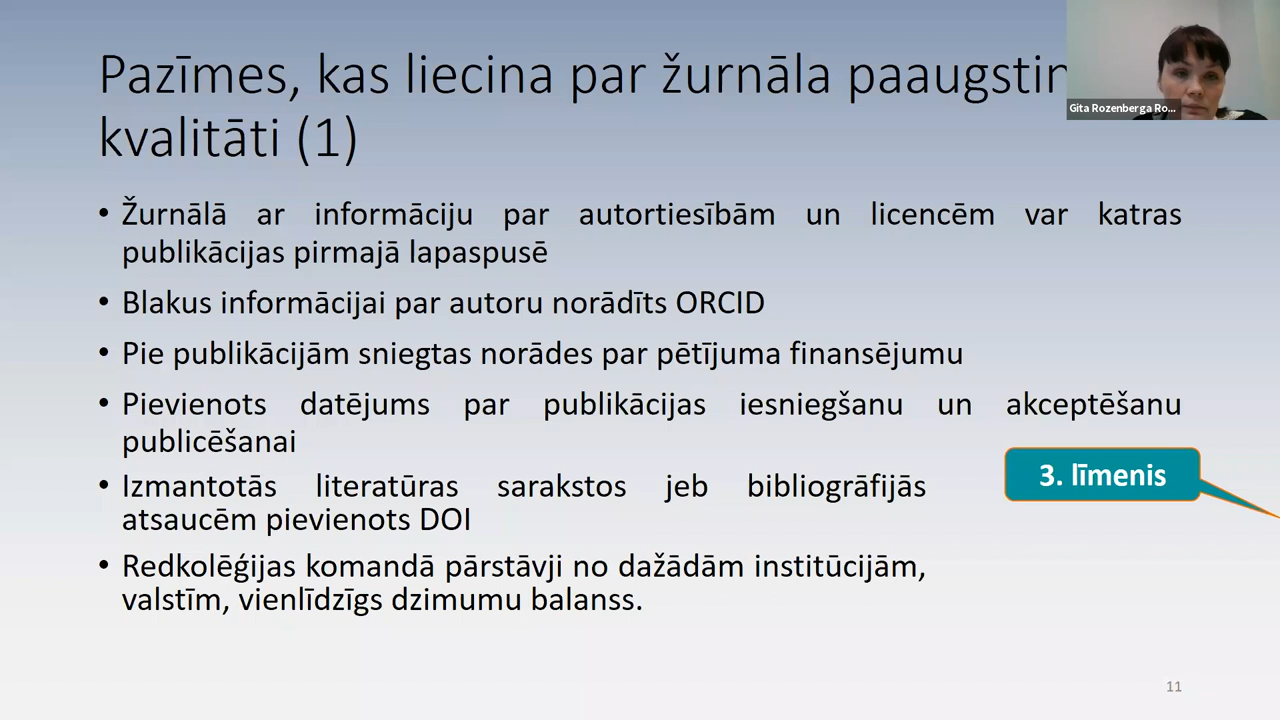 Pazīmes, kas liecina par žurnāla
kvalitāti (1)
Gita Rozenberga Ro...
• Žurnālā ar informāciju par autortiesībām un licencēm var katras
publikācijas pirmajā lapaspusē
• Blakus informācijai par autoru norādīts ORCID
• Pie publikācijām sniegtas norādes par pētījuma finansējumu
• Pievienots datējums par publikācijas iesniegšanu un akceptēšanu
publicēšanai
• Izmantotās literatūras sarakstos jeb bibliogrāfijās
atsaucēm pievienots DOI
3. līmenis
• Redkolēģijas komandā pārstāvji no dažādām institūcijām,
valstīm, vienlīdzīgs dzimumu balanss.
11